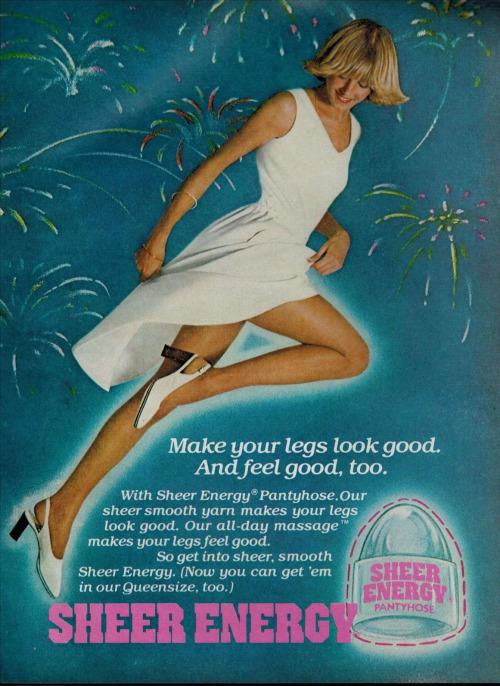 Make your legs look good.
And feel good, too.
With Sheer Energy® Pantyhose. Our
sheer smooth yarn makes your legs
look good. Our all-day massage™
makes your legs feel good.
So get into sheer, smooth
Sheer Energy. (Now you can get 'em
in our Queensize, too.)
SHEER ENERGY
SHEER
ENERGY®
PANTYHOSE